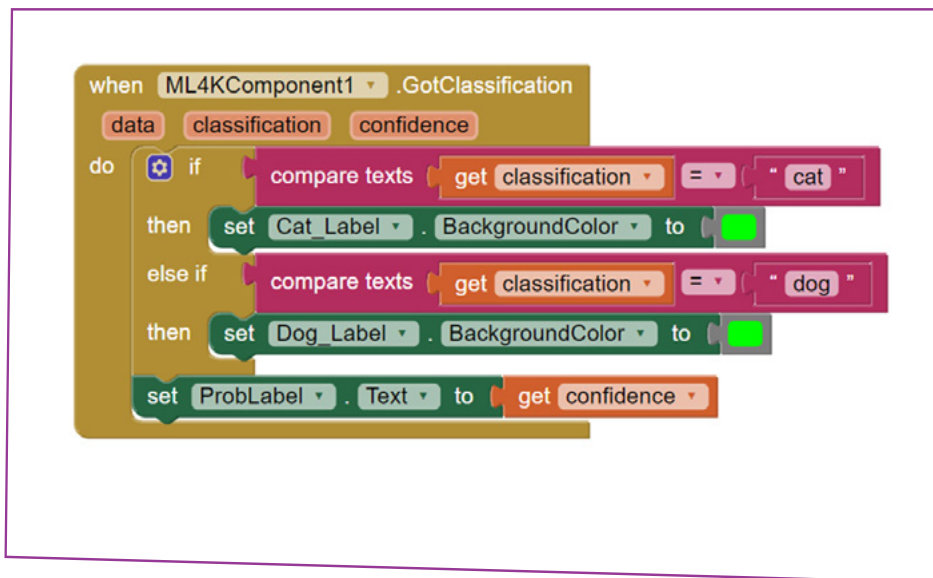 when ML4KComponent1 .GotClassification
data classification confidence
do if compare texts get classification = " cat "
then set Cat_Label . BackgroundColor to
else if compare texts get classification = " dog "
then set Dog_Label . BackgroundColor to
set ProbLabel . Text to get confidence